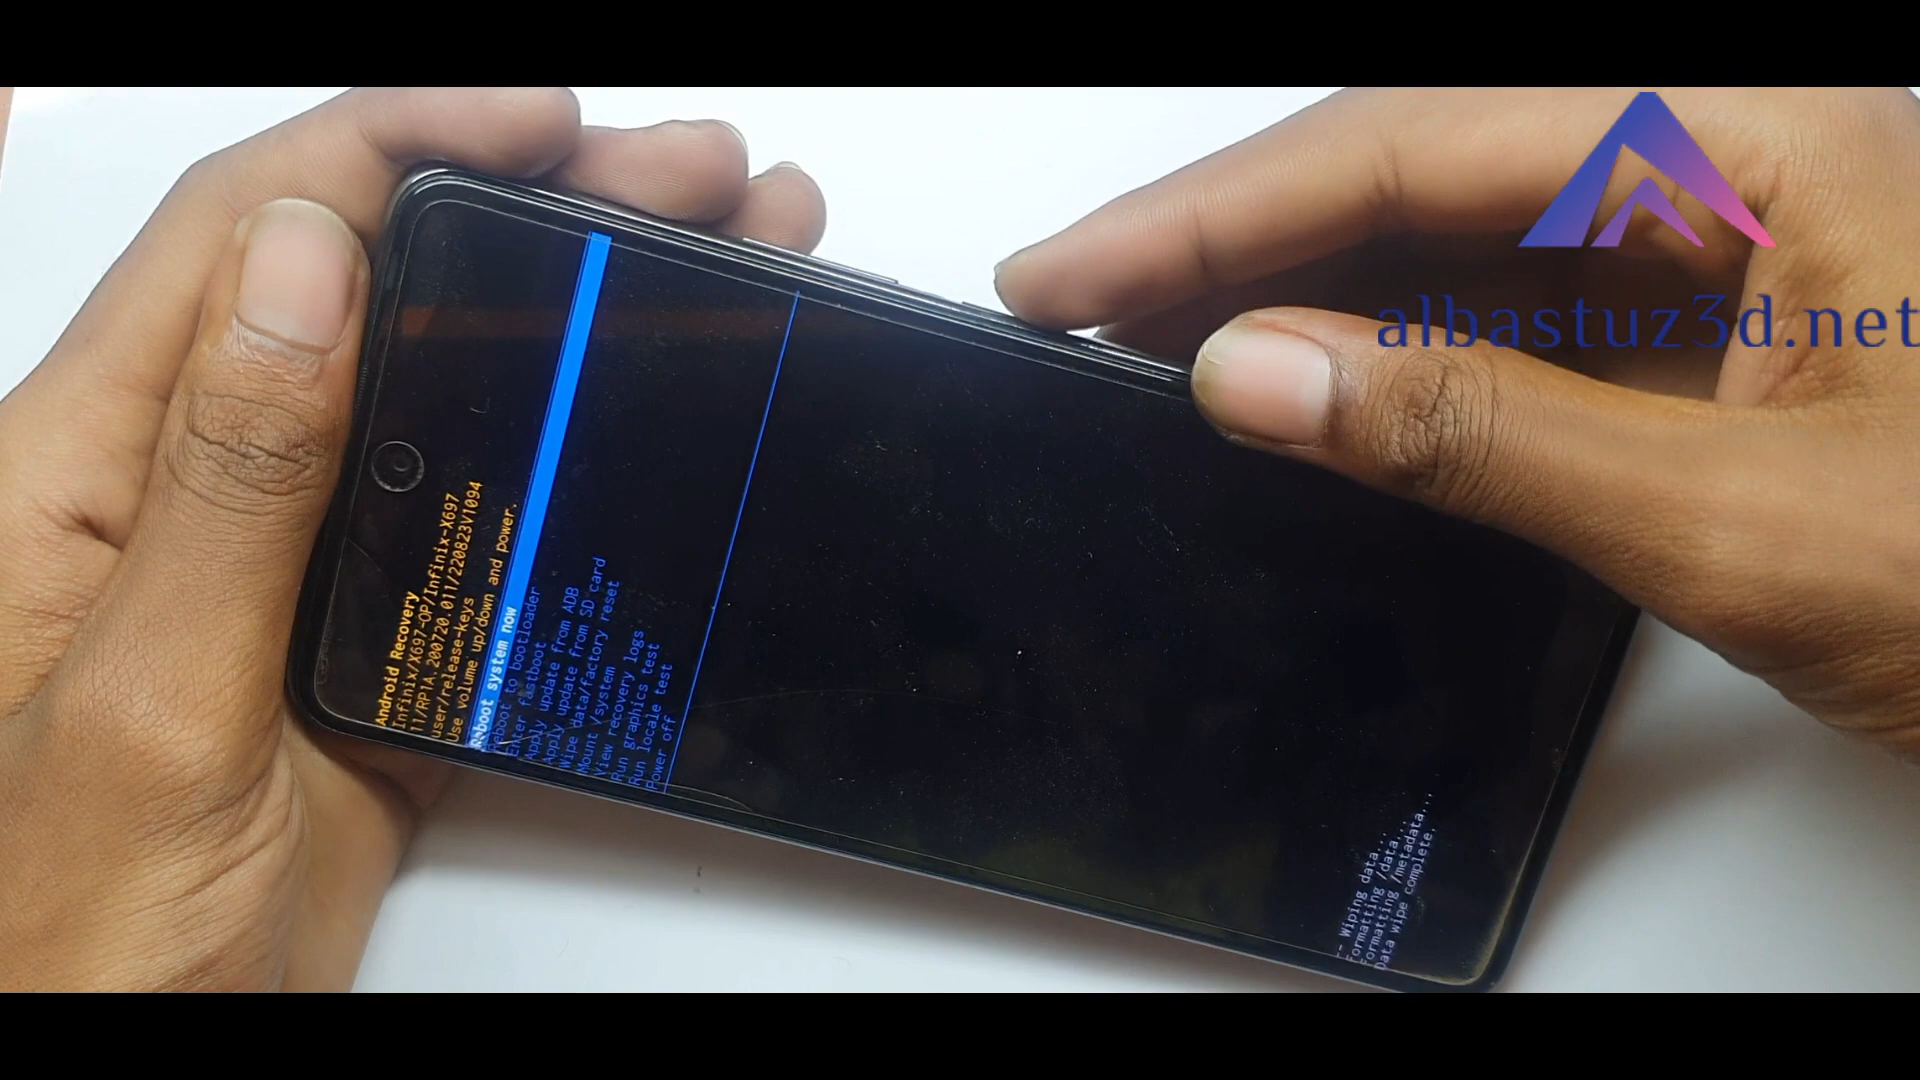 Android Recovery
Infinix/X697-OP/Infinix-X697
11/RP1A.200720.011/220823V1094
user/release-keys
Use volume up/down and power.
Reboot system now
Reboot to bootloader
Enter fastboot
Apply update from ADB
Apply update from SD card
Wipe data/factory reset
Mount /system
View recovery logs
Run graphics test
Run locale test
Power off
-- Wiping data...
Formatting /data...
Formatting /metadata...
Data wipe complete.
albastuz3d.net